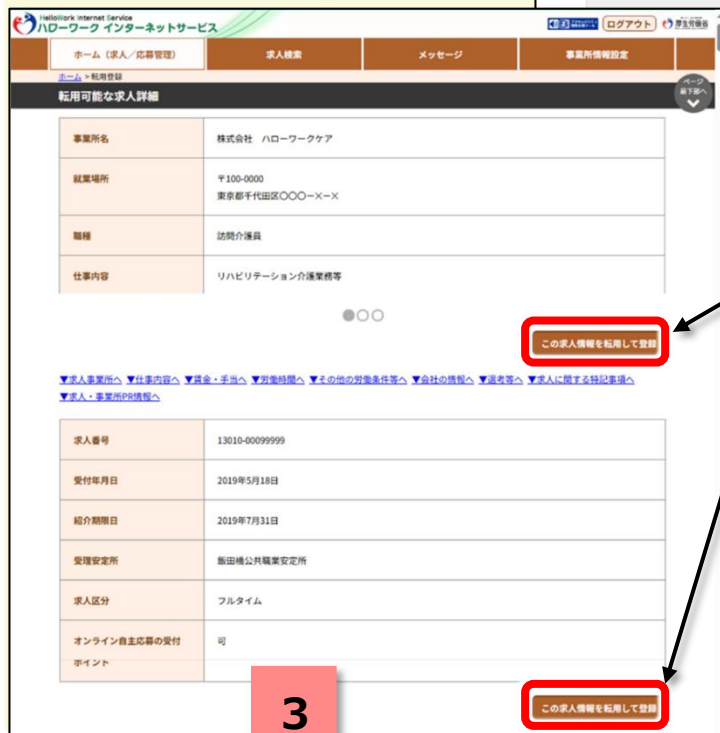 HelloWork Internet Service
ハローワーク インターネットサービス
ログアウト
厚生労働省
ホーム（求人／応募管理）
求人検索
メッセージ
事業所情報設定
ホーム > 転用登録
ページ
最下部へ
転用可能な求人詳細
事業所名
株式会社　ハローワークケア
就業場所
〒100-0000
東京都千代田区〇〇〇－×－×
職種
訪問介護員
仕事内容
リハビリテーション介護業務等
この求人情報を転用して登録
▼求人事業所へ ▼仕事内容へ ▼賃金・手当へ ▼労働時間へ ▼その他の労働条件等へ ▼会社の情報へ ▼選考等へ ▼求人に関する特記事項へ
▼求人・事業所PR情報へ
求人番号
13010-00099999
受付年月日
2019年5月18日
紹介期限日
2019年7月31日
受理安定所
飯田橋公共職業安定所
求人区分
フルタイム
オンライン自主応募の受付
可
ポイント
この求人情報を転用して登録
3